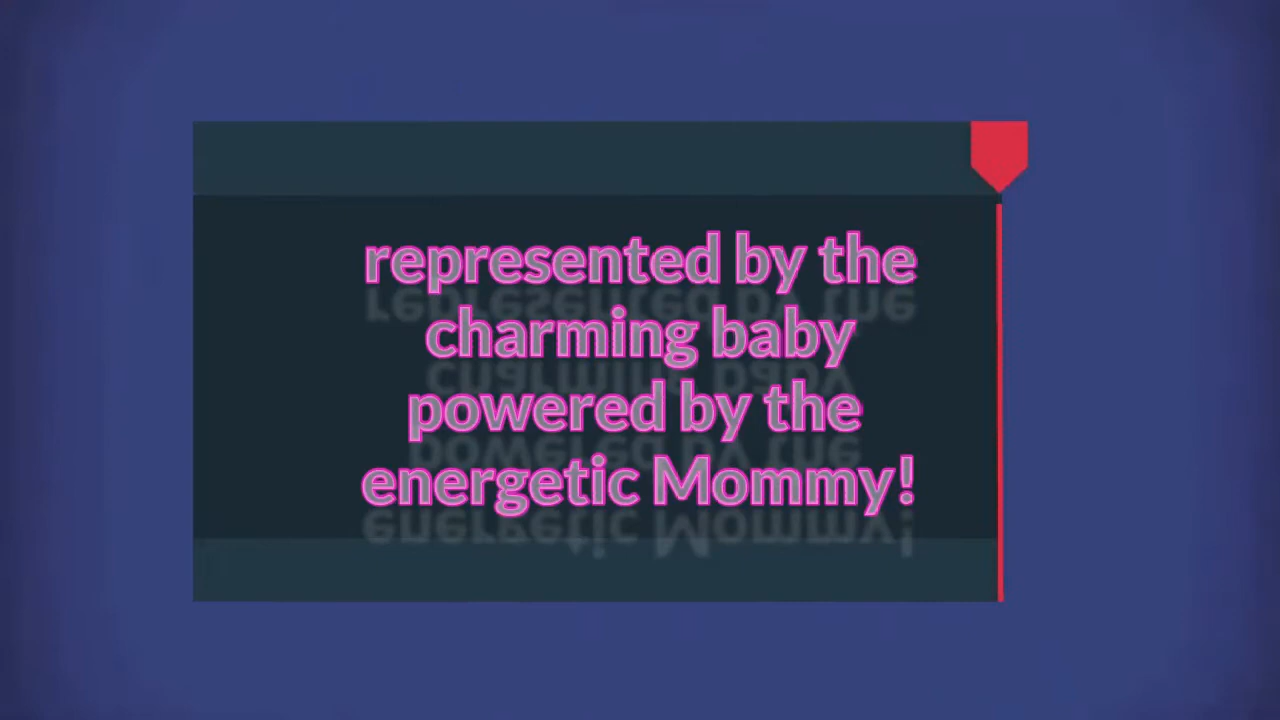 represented by the
charming baby
powered by the
energetic Mommy!